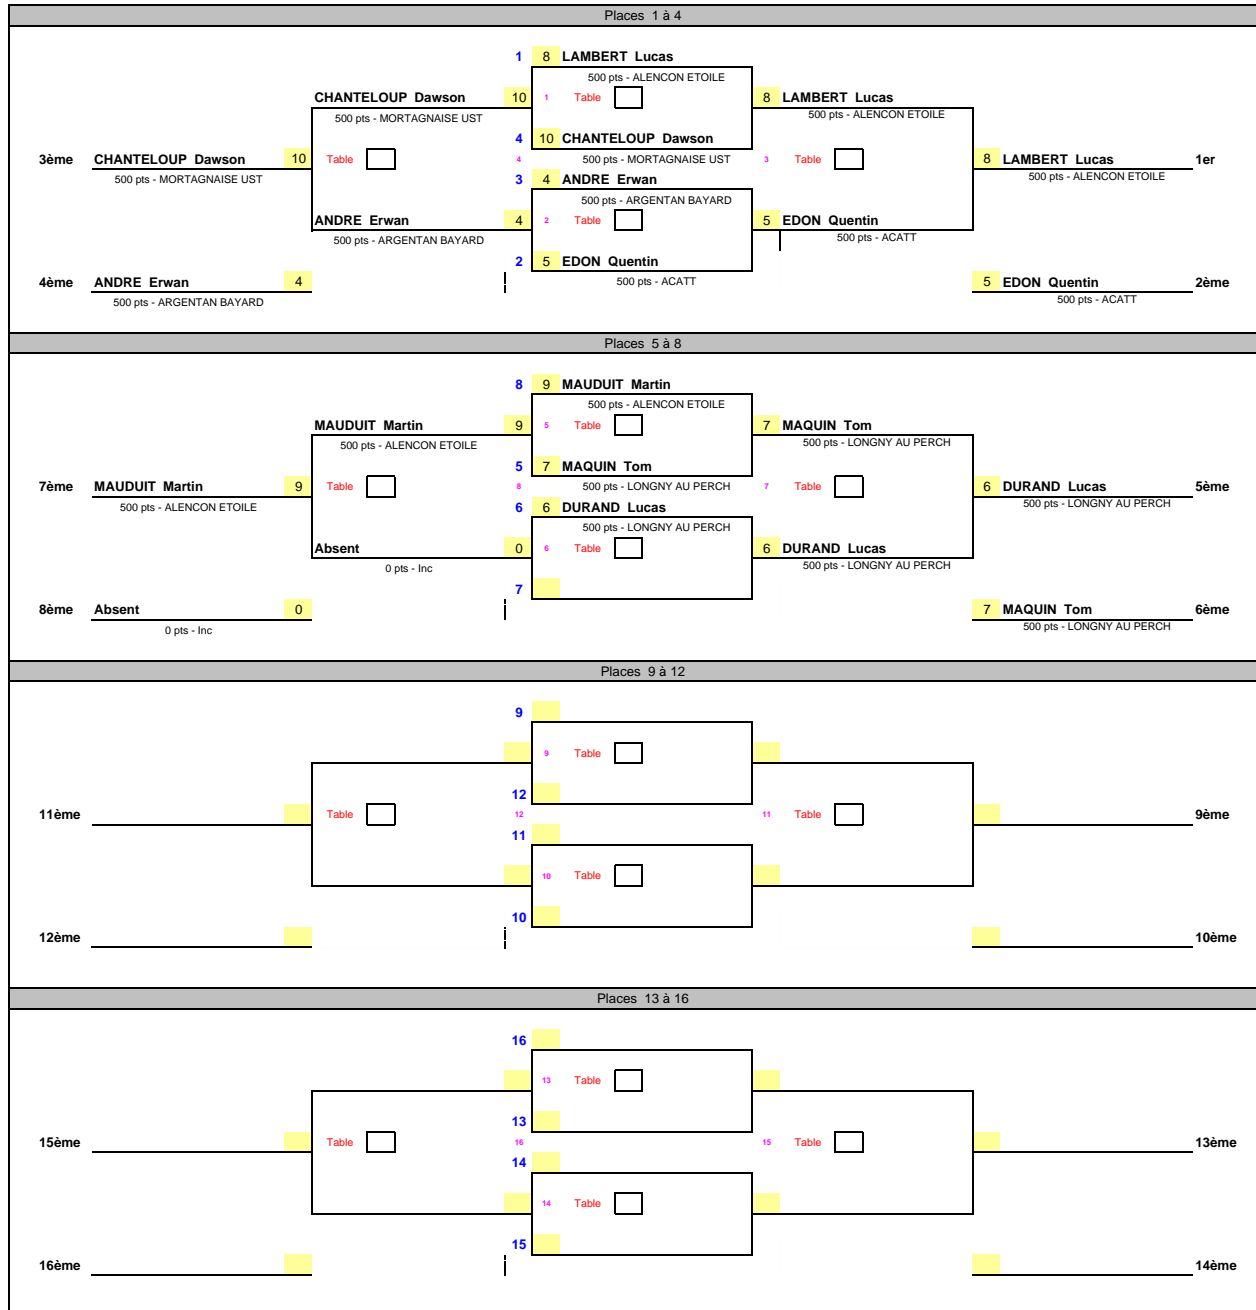 Places 1 à 4
1 8 LAMBERT Lucas
500 pts - ALENCON ETOILE
CHANTELOUP Dawson 10 1 Table 8 LAMBERT Lucas
500 pts - MORTAGNAISE UST 500 pts - ALENCON ETOILE
4 10 CHANTELOUP Dawson
3ème CHANTELOUP Dawson 10 Table 4 500 pts - MORTAGNAISE UST 3 Table 8 LAMBERT Lucas 1er
500 pts - MORTAGNAISE UST 3 4 ANDRE Erwan 500 pts - ALENCON ETOILE
500 pts - ARGENTAN BAYARD
ANDRE Erwan 4 2 Table 5 EDON Quentin
500 pts - ARGENTAN BAYARD 500 pts - ACATT
2 5 EDON Quentin
4ème ANDRE Erwan 4 500 pts - ACATT 5 EDON Quentin 2ème
500 pts - ARGENTAN BAYARD 500 pts - ACATT
Places 5 à 8
8 9 MAUDUIT Martin
500 pts - ALENCON ETOILE
MAUDUIT Martin 9 5 Table 7 MAQUIN Tom
500 pts - ALENCON ETOILE 500 pts - LONGNY AU PERCH
5 7 MAQUIN Tom
7ème MAUDUIT Martin 9 Table 8 500 pts - LONGNY AU PERCH 7 Table 6 DURAND Lucas 5ème
500 pts - ALENCON ETOILE 6 6 DURAND Lucas 500 pts - LONGNY AU PERCH
500 pts - LONGNY AU PERCH
Absent 0 6 Table 6 DURAND Lucas
0 pts - Inc 500 pts - LONGNY AU PERCH
7
8ème Absent 0 7 MAQUIN Tom 6ème
0 pts - Inc 500 pts - LONGNY AU PERCH
Places 9 à 12
9
9 Table
12
11ème Table 12 11 Table 9ème
11
10 Table
10
12ème 10ème
Places 13 à 16
16
13 Table
13
15ème Table 16 15 Table 13ème
14
14 Table
15
16ème 14ème